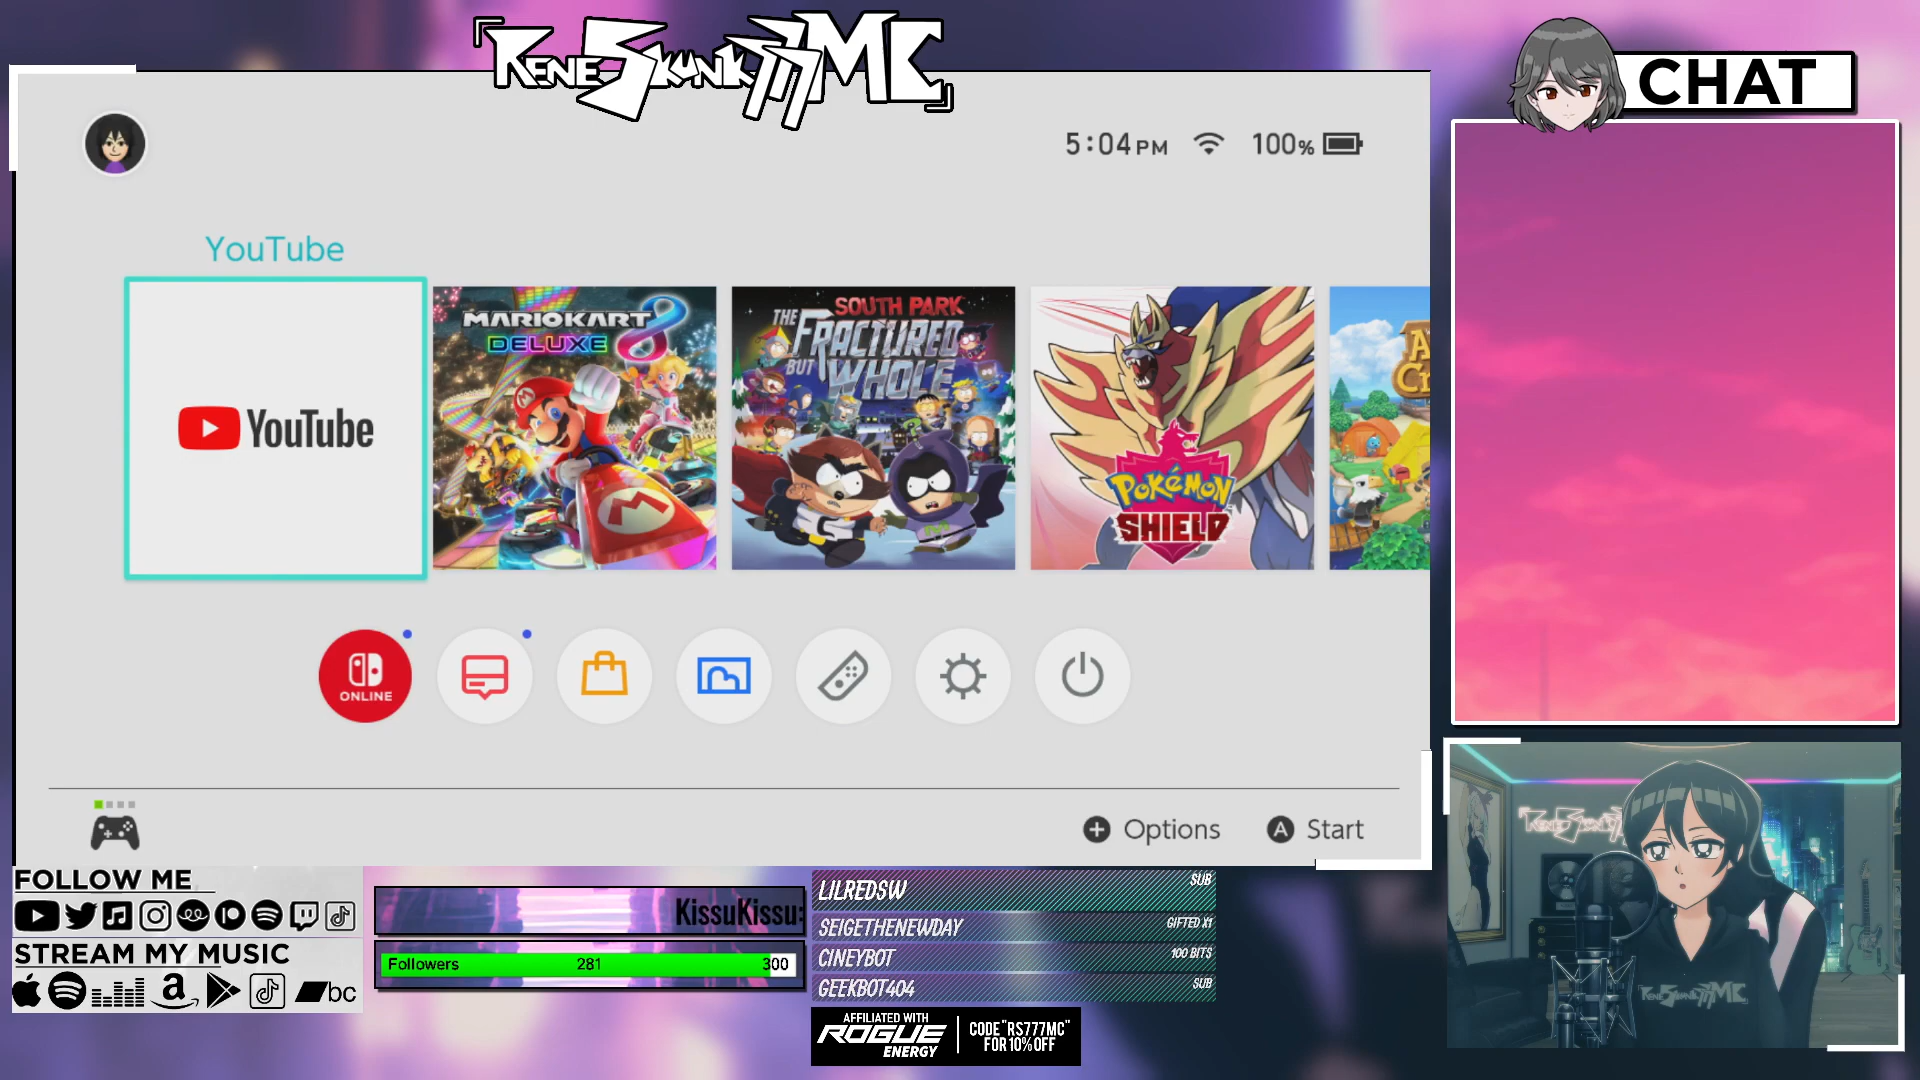 RENESKUNK777MC
CHAT
5:04 PM 100%
YouTube
YouTube
MARIOKART 8
DELUXE
SOUTH PARK
THE FRACTURED
BUT WHOLE
POKÉMON
SHIELD
ONLINE
Options
Start
FOLLOW ME
STREAM MY MUSIC
bc
KissuKissu:
Followers 281 300
LILREDSW SUB
SEIGETHENEWDAY GIFTED X1
CINEYBOT 100 BITS
GEEKBOT404 SUB
AFFILIATED WITH
ROGUE
ENERGY
CODE "RS777MC"
FOR 10% OFF